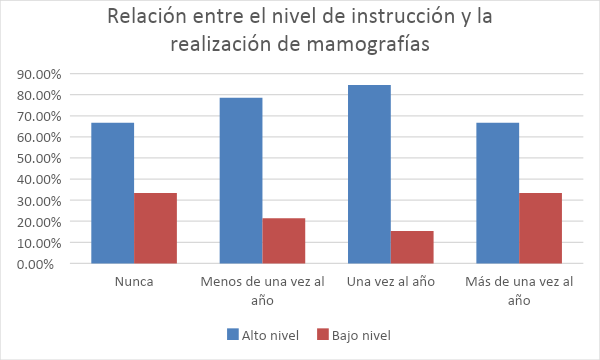 Relación entre el nivel de instrucción y la
realización de mamografías
90.00%
80.00%
70.00%
60.00%
50.00%
40.00%
30.00%
20.00%
10.00%
0.00%
Nunca
Menos de una vez al
año
Una vez al año
Más de una vez al
año
Alto nivel
Bajo nivel